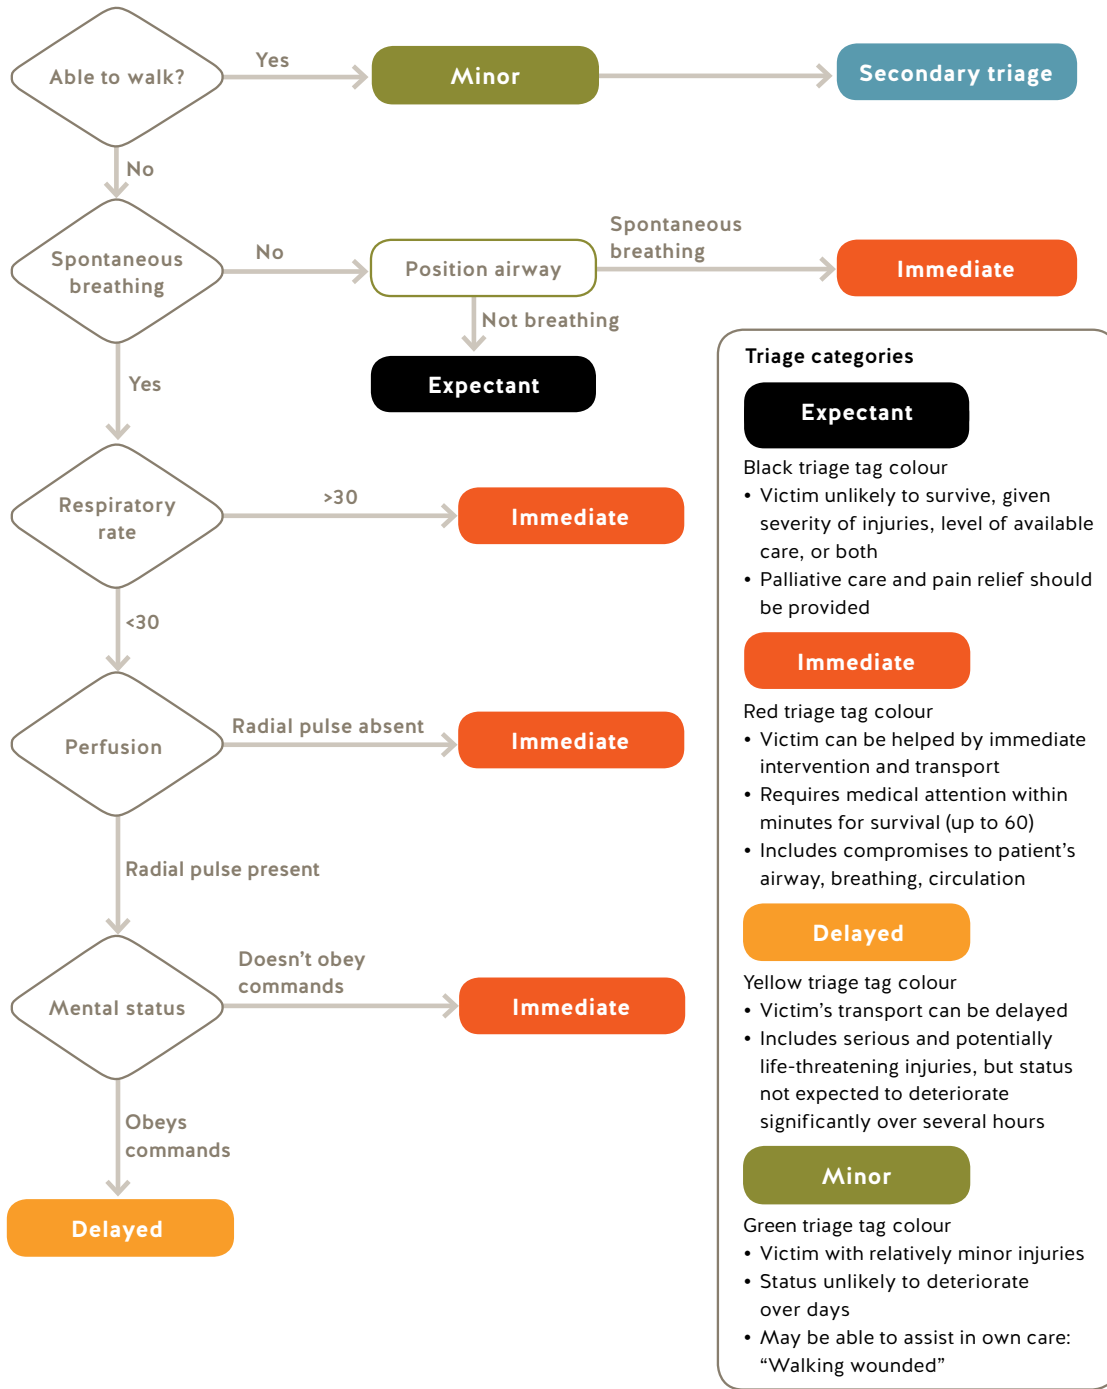 Able to walk?
Yes
Minor
Secondary triage
No
Spontaneous
breathing
No
Position airway
Spontaneous
breathing
Immediate
Not breathing
Expectant
Yes
Respiratory
rate
>30
Immediate
<30
Perfusion
Radial pulse absent
Immediate
Radial pulse present
Mental status
Doesn’t obey
commands
Immediate
Obeys
commands
Delayed
Triage categories
Expectant
Black triage tag colour
• Victim unlikely to survive, given
severity of injuries, level of available
care, or both
• Palliative care and pain relief should
be provided
Immediate
Red triage tag colour
• Victim can be helped by immediate
intervention and transport
• Requires medical attention within
minutes for survival (up to 60)
• Includes compromises to patient’s
airway, breathing, circulation
Delayed
Yellow triage tag colour
• Victim’s transport can be delayed
• Includes serious and potentially
life-threatening injuries, but status
not expected to deteriorate
significantly over several hours
Minor
Green triage tag colour
• Victim with relatively minor injuries
• Status unlikely to deteriorate
over days
• May be able to assist in own care:
“Walking wounded”